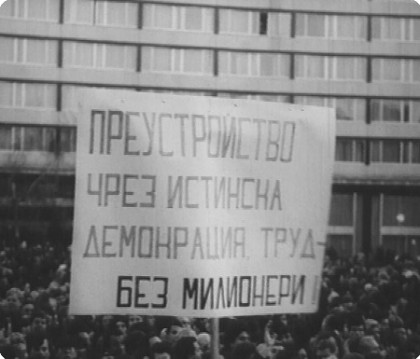 ПРЕУСТРОЙСТВО
ЧРЕЗ ИСТИНСКА
ДЕМОКРАЦИЯ, ТРУД-
БЕЗ МИЛИОНЕРИ!